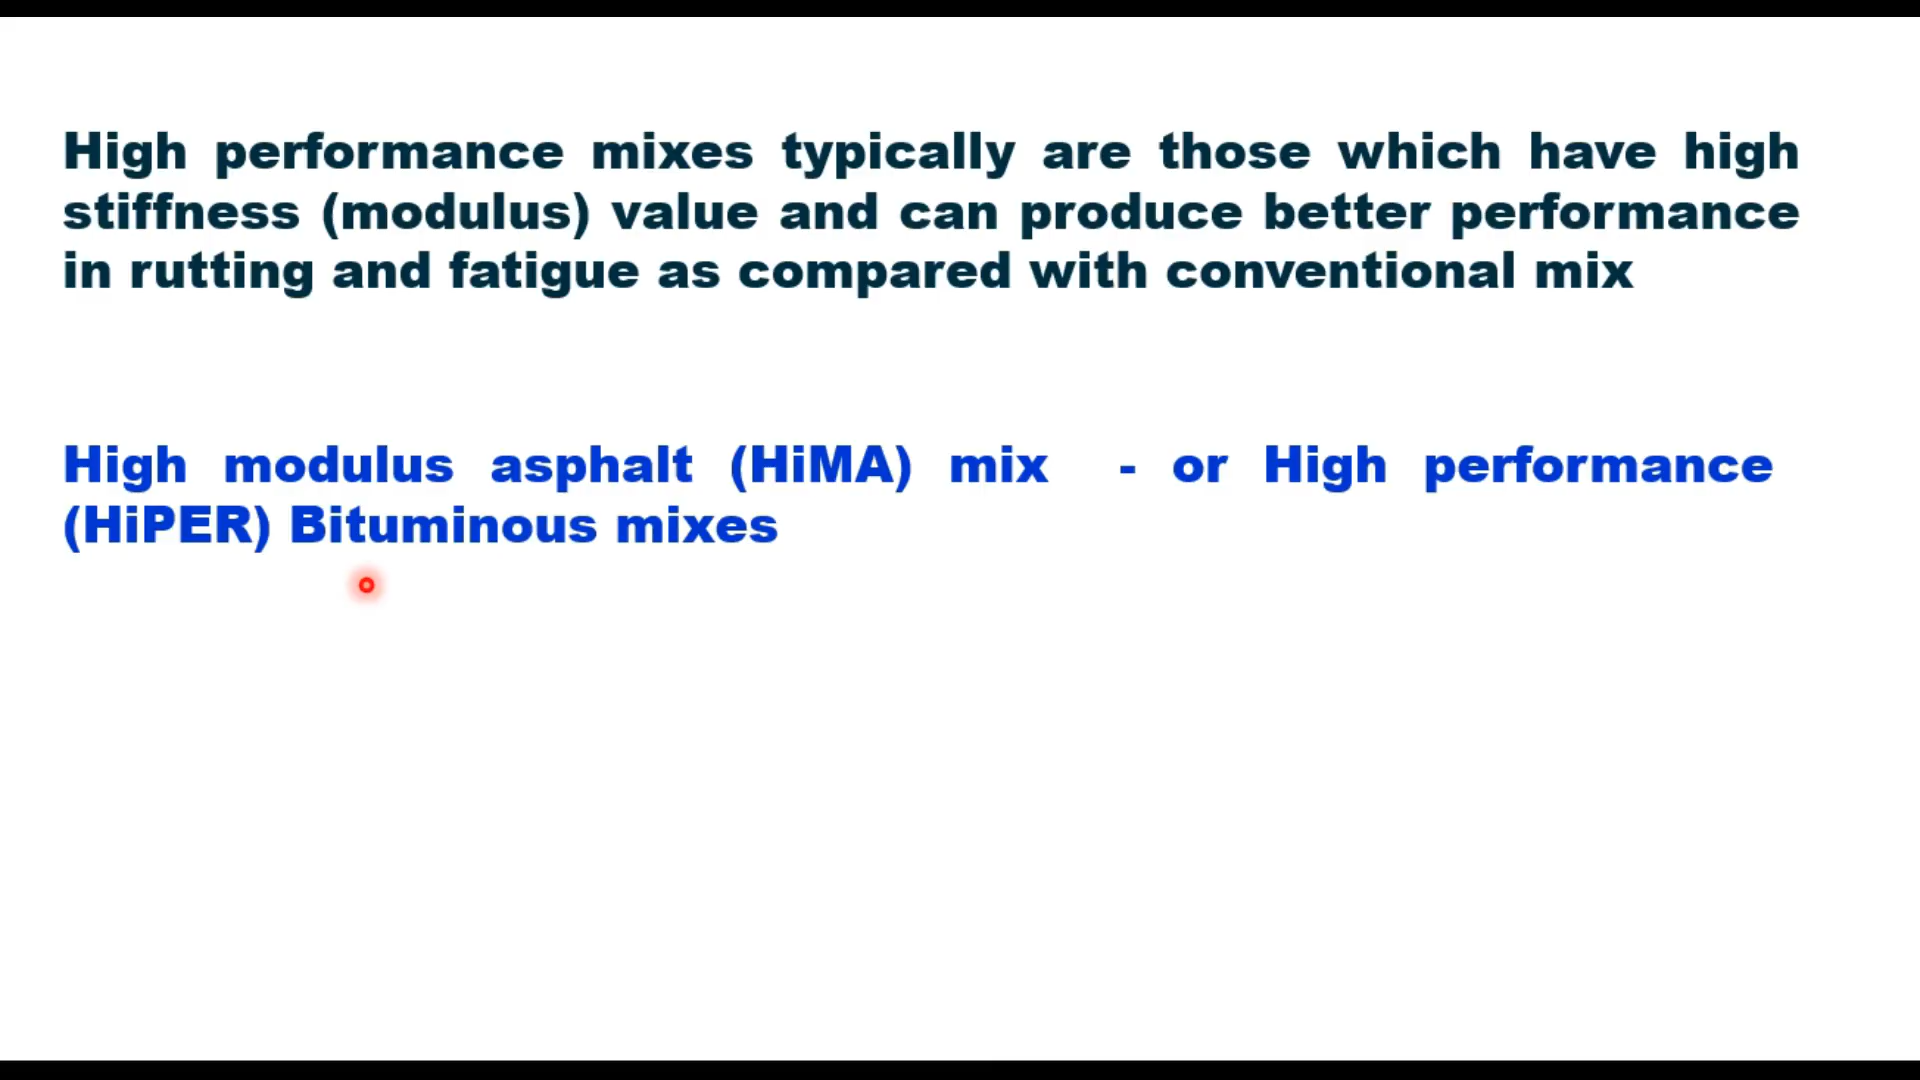 High performance mixes typically are those which have high
stiffness (modulus) value and can produce better performance
in rutting and fatigue as compared with conventional mix
High modulus asphalt (HiMA) mix - or High performance
(HiPER) Bituminous mixes